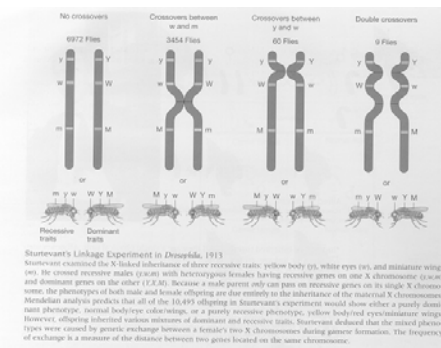 No crossovers
Crossovers between
w and m
Crossovers between
y and w
Double crossovers
6972 Flies
3454 Flies
60 Flies
9 Flies
y Y
w W
m M
y Y
w W
M m
y Y
W w
M m
y Y
W w
m M
or
or
or
or
m y w W Y M
M y w W Y m
M y W w Y m
m y W w Y M
Recessive
traits
Dominant
traits
Sturtevant's Linkage Experiment in Drosophila, 1913
Sturtevant examined the X-linked inheritance of three recessive traits: yellow body (y), white eyes (w), and miniature wings
(m). He crossed recessive males with heterozygous females having recessive genes on one X chromosome
and dominant genes on the other (Y,W,M). Because a male parent only can pass on recessive genes on its single X chromo-
some, the phenotypes of both male and female offspring are due entirely to the inheritance of the maternal X chromosomes.
Mendelian analysis predicts that all of the 10,495 offspring in Sturtevant's experiment would show either a purely domi-
nant phenotype, normal body/eye color/wings, or a purely recessive phenotype, yellow body/red eyes/miniature wings.
However, offspring inherited various mixtures of dominant and recessive traits. Sturtevant deduced that the mixed pheno-
types were caused by genetic exchange between a female's two X chromosomes during gamete formation. The frequency
of exchange is a measure of the distance between two genes located on the same chromosome.